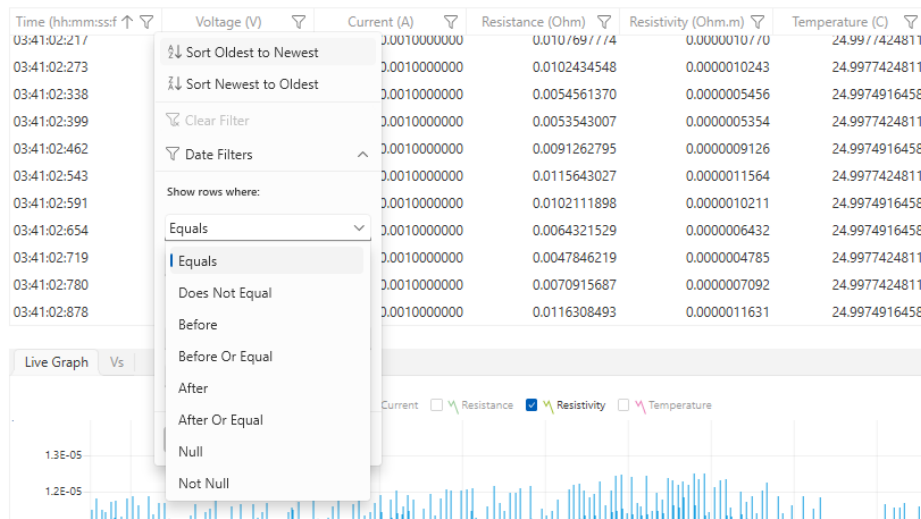 Time (hh:mm:ss:f Voltage (V) Current (A) Resistance (Ohm) Resistivity (Ohm.m) Temperature (C)
03:41:02:217 0.0010000000 0.0107697774 0.0000010770 24.9977424811
Sort Oldest to Newest
03:41:02:273 0.0010000000 0.0102434548 0.0000010243 24.9977424811
Sort Newest to Oldest
03:41:02:338 0.0010000000 0.0054561370 0.0000005456 24.9974916458
Clear Filter
03:41:02:399 0.0010000000 0.0053543007 0.0000005354 24.9977424811
03:41:02:462 0.0010000000 0.0091262795 0.0000009126 24.9974916458
Date Filters
03:41:02:543 0.0010000000 0.0115643027 0.0000011564 24.9977424811
Show rows where:
03:41:02:591 0.0010000000 0.0102111898 0.0000010211 24.9974916458
Equals
03:41:02:654 0.0010000000 0.0064321529 0.0000006432 24.9974916458
Equals
03:41:02:719 0.0010000000 0.0047846219 0.0000004785 24.9977424811
03:41:02:780 0.0010000000 0.0070915687 0.0000007092 24.9977424811
Does Not Equal
03:41:02:878 0.0010000000 0.0116308493 0.0000011631 24.9974916458
Before
Before Or Equal
Live Graph Vs
After
Current Resistance Resistivity Temperature
After Or Equal
Null
1.3E-05
Not Null
1.2E-05